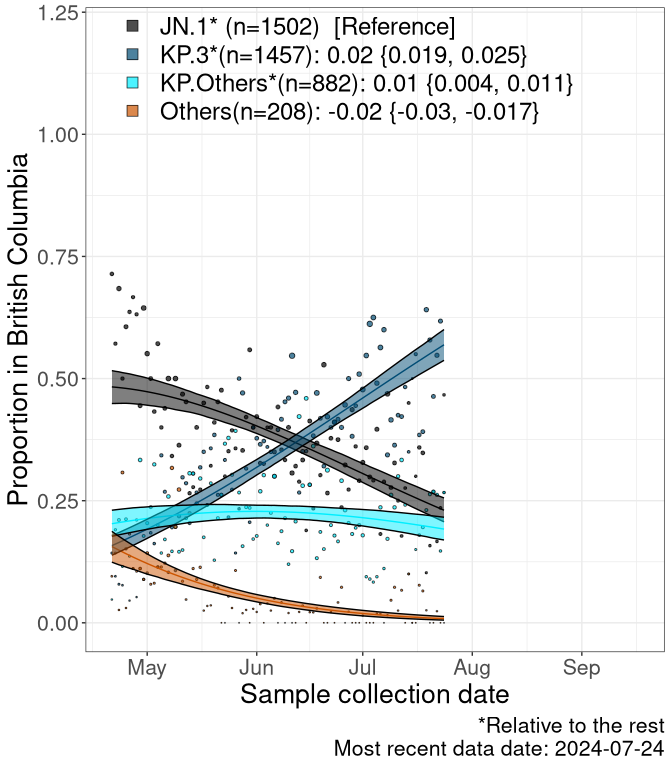 JN.1* (n=1502)  [Reference]
KP.3*(n=1457): 0.02 {0.019, 0.025}
KP.Others*(n=882): 0.01 {0.004, 0.011}
Others(n=208): -0.02 {-0.03, -0.017}
Proportion in British Columbia
1.25
1.00
0.75
0.50
0.25
0.00
May Jun Jul Aug Sep
Sample collection date
*Relative to the rest
Most recent data date: 2024-07-24